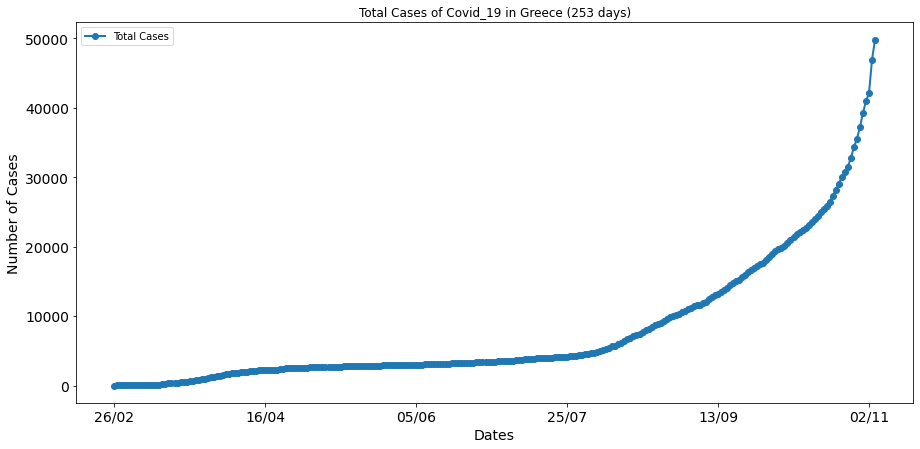 Total Cases of Covid_19 in Greece (253 days)
Total Cases
50000
40000
30000
20000
10000
0
Number of Cases
26/02 16/04 05/06 25/07 13/09 02/11
Dates